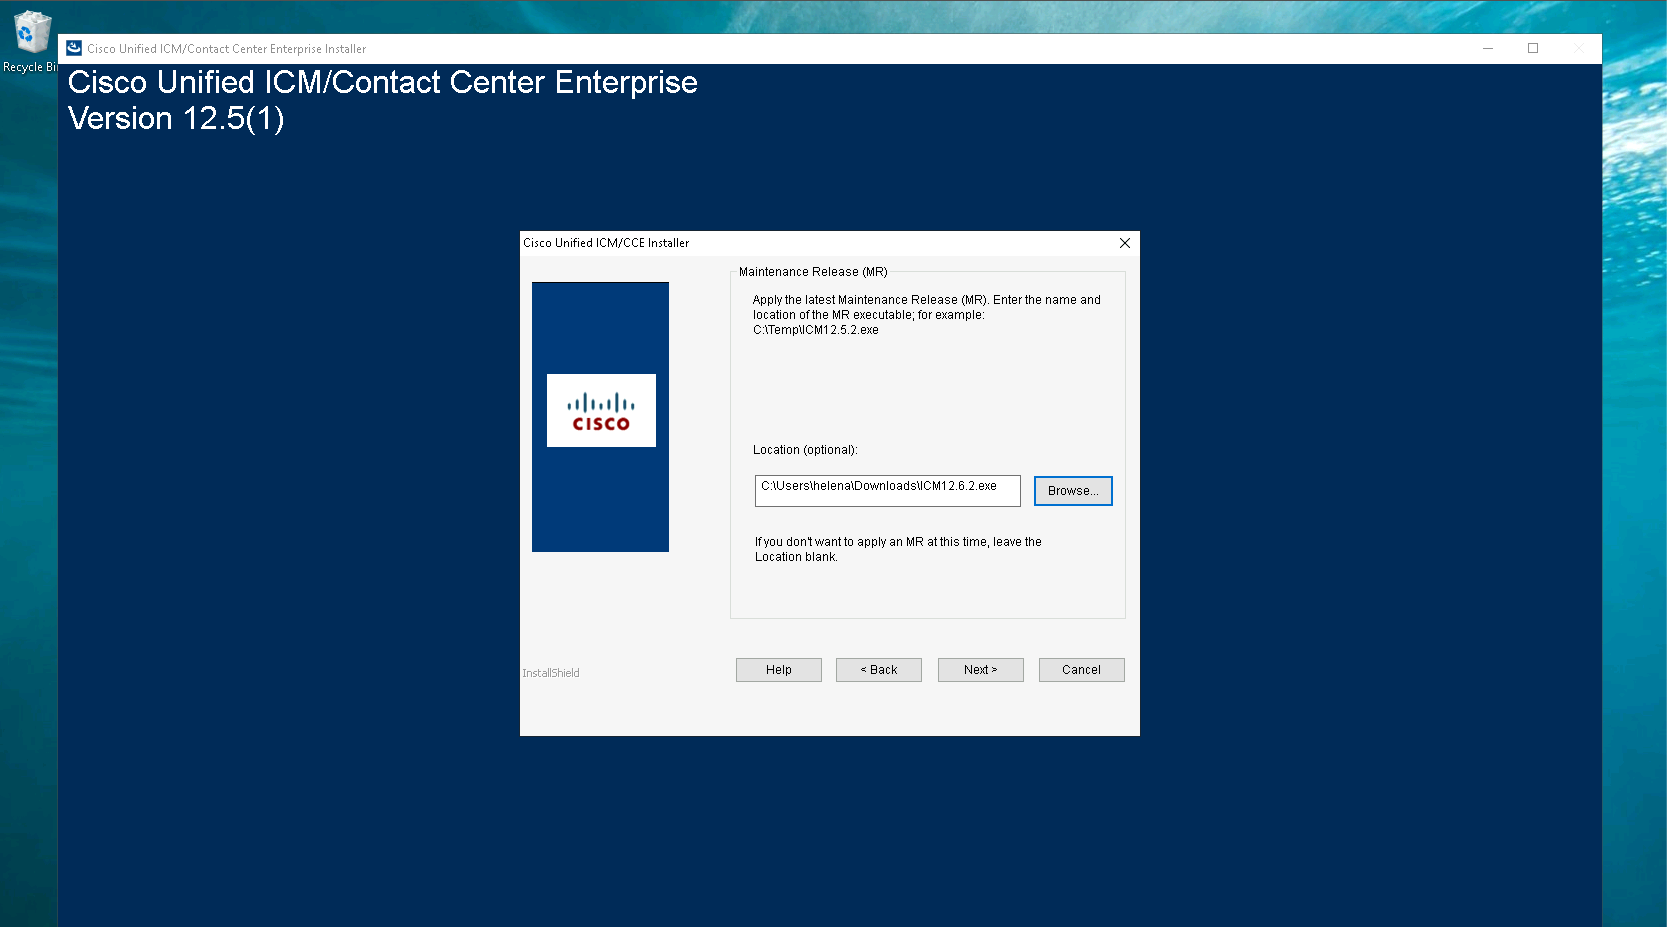 Recycle Bi
Cisco Unified ICM/Contact Center Enterprise Installer
Cisco Unified ICM/Contact Center Enterprise
Version 12.5(1)
Cisco Unified ICM/CCE Installer
Maintenance Release (MR)
Apply the latest Maintenance Release (MR). Enter the name and
location of the MR executable; for example:
C:\Temp\ICM12.5.2.exe
CISCO
Location (optional):
C:\Users\helena\Downloads\ICM12.6.2.exe
Browse...
If you don't want to apply an MR at this time, leave the
Location blank.
InstallShield
Help
< Back
Next >
Cancel